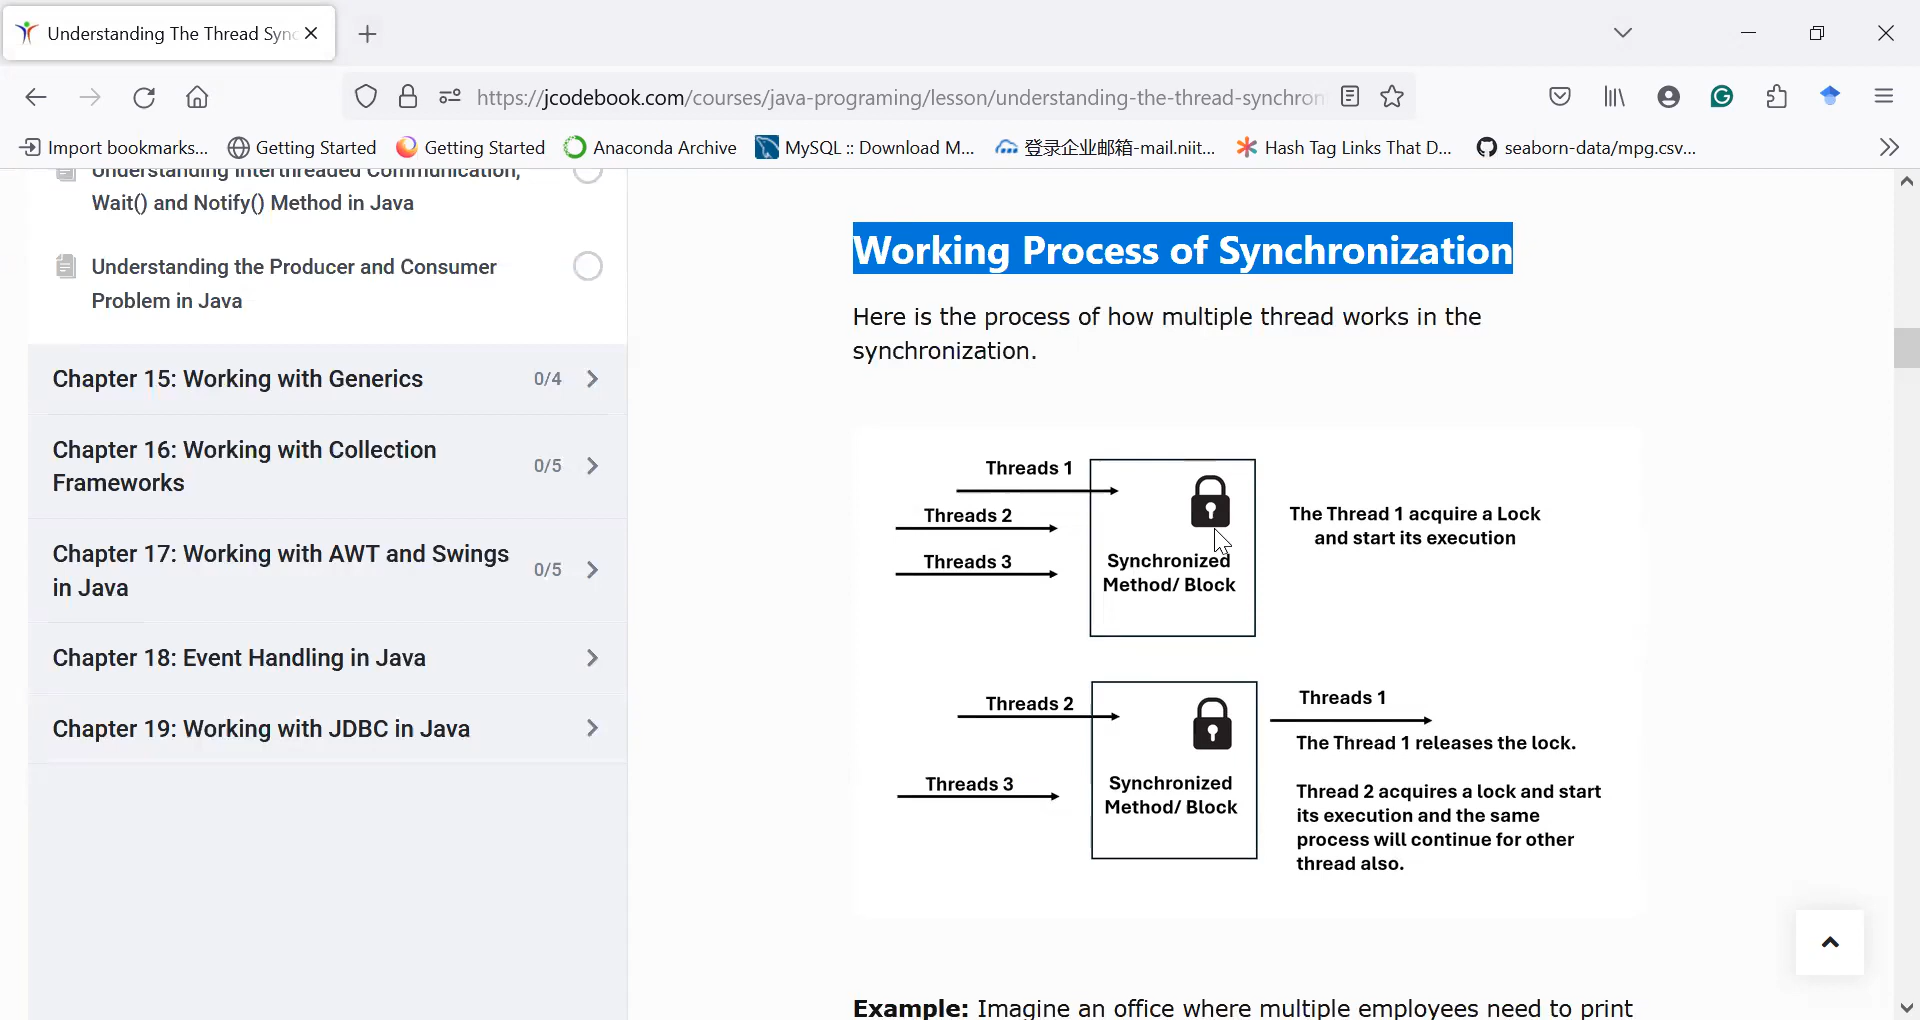 Understanding The Thread Sync
https://jcodebook.com/courses/java-programing/lesson/understanding-the-thread-synchron
Import bookmarks...
Getting Started
Getting Started
Anaconda Archive
MySQL :: Download M...
登录企业邮箱-mail.niit...
Hash Tag Links That D...
seaborn-data/mpg.csv...
Understanding Interthreaded Communication,
Wait() and Notify() Method in Java
Understanding the Producer and Consumer
Problem in Java
Chapter 15: Working with Generics
0/4
Chapter 16: Working with Collection
Frameworks
0/5
Chapter 17: Working with AWT and Swings
in Java
0/5
Chapter 18: Event Handling in Java
Chapter 19: Working with JDBC in Java
Working Process of Synchronization
Here is the process of how multiple thread works in the
synchronization.
Threads 1
Threads 2
Threads 3
Synchronized
Method/ Block
The Thread 1 acquire a Lock
and start its execution
Threads 2
Threads 3
Synchronized
Method/ Block
Threads 1
The Thread 1 releases the lock.
Thread 2 acquires a lock and start
its execution and the same
process will continue for other
thread also.
Example: Imagine an office where multiple employees need to print